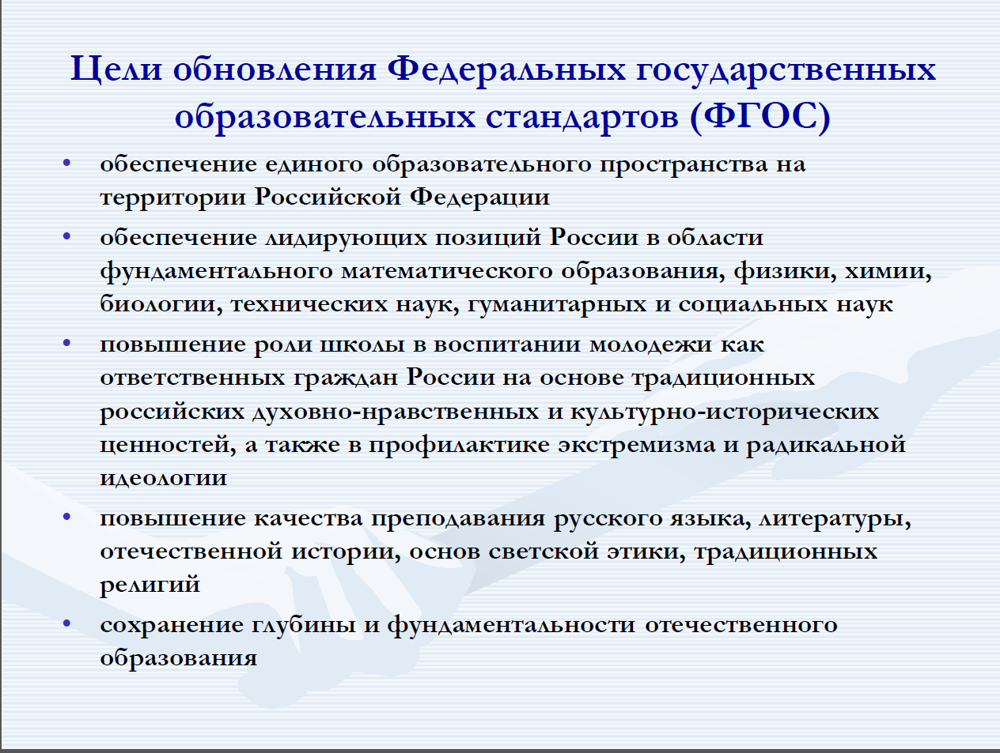 Цели обновления Федеральных государственных
образовательных стандартов (ФГОС)
• обеспечение единого образовательного пространства на
территории Российской Федерации
• обеспечение лидирующих позиций России в области
фундаментального математического образования, физики, химии,
биологии, технических наук, гуманитарных и социальных наук
• повышение роли школы в воспитании молодежи как
ответственных граждан России на основе традиционных
российских духовно-нравственных и культурно-исторических
ценностей, а также в профилактике экстремизма и радикальной
идеологии
• повышение качества преподавания русского языка, литературы,
отечественной истории, основ светской этики, традиционных
религий
• сохранение глубины и фундаментальности отечественного
образования